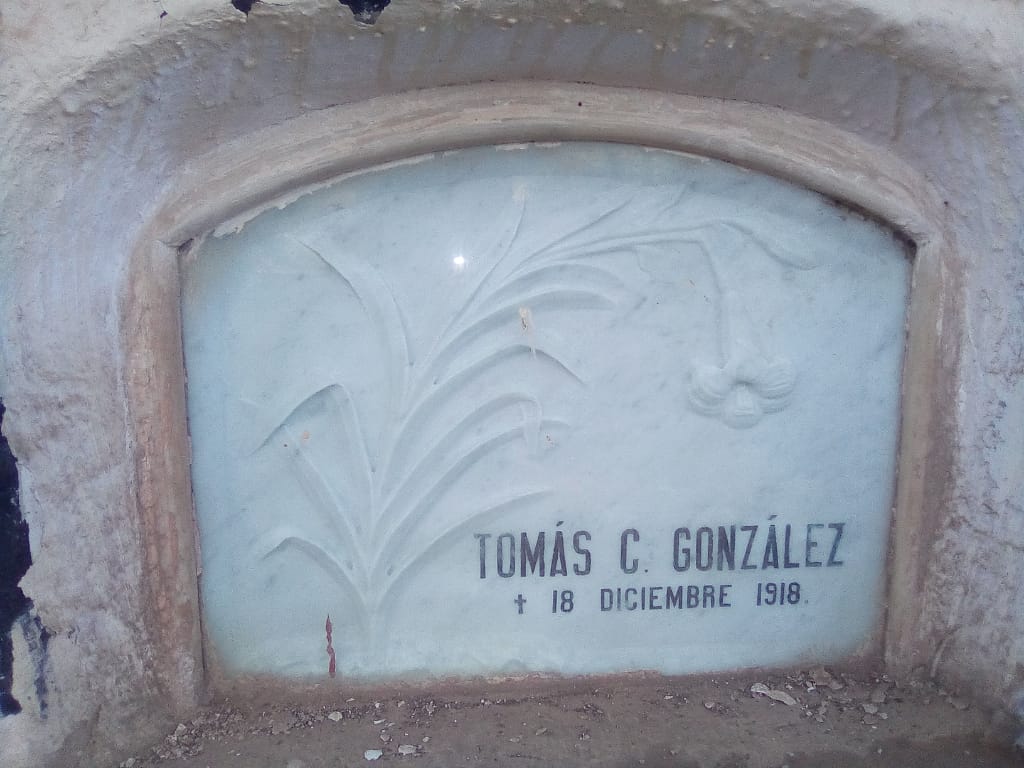 TOMÁS C. GONZÁLEZ
† 18 DICIEMBRE 1918.